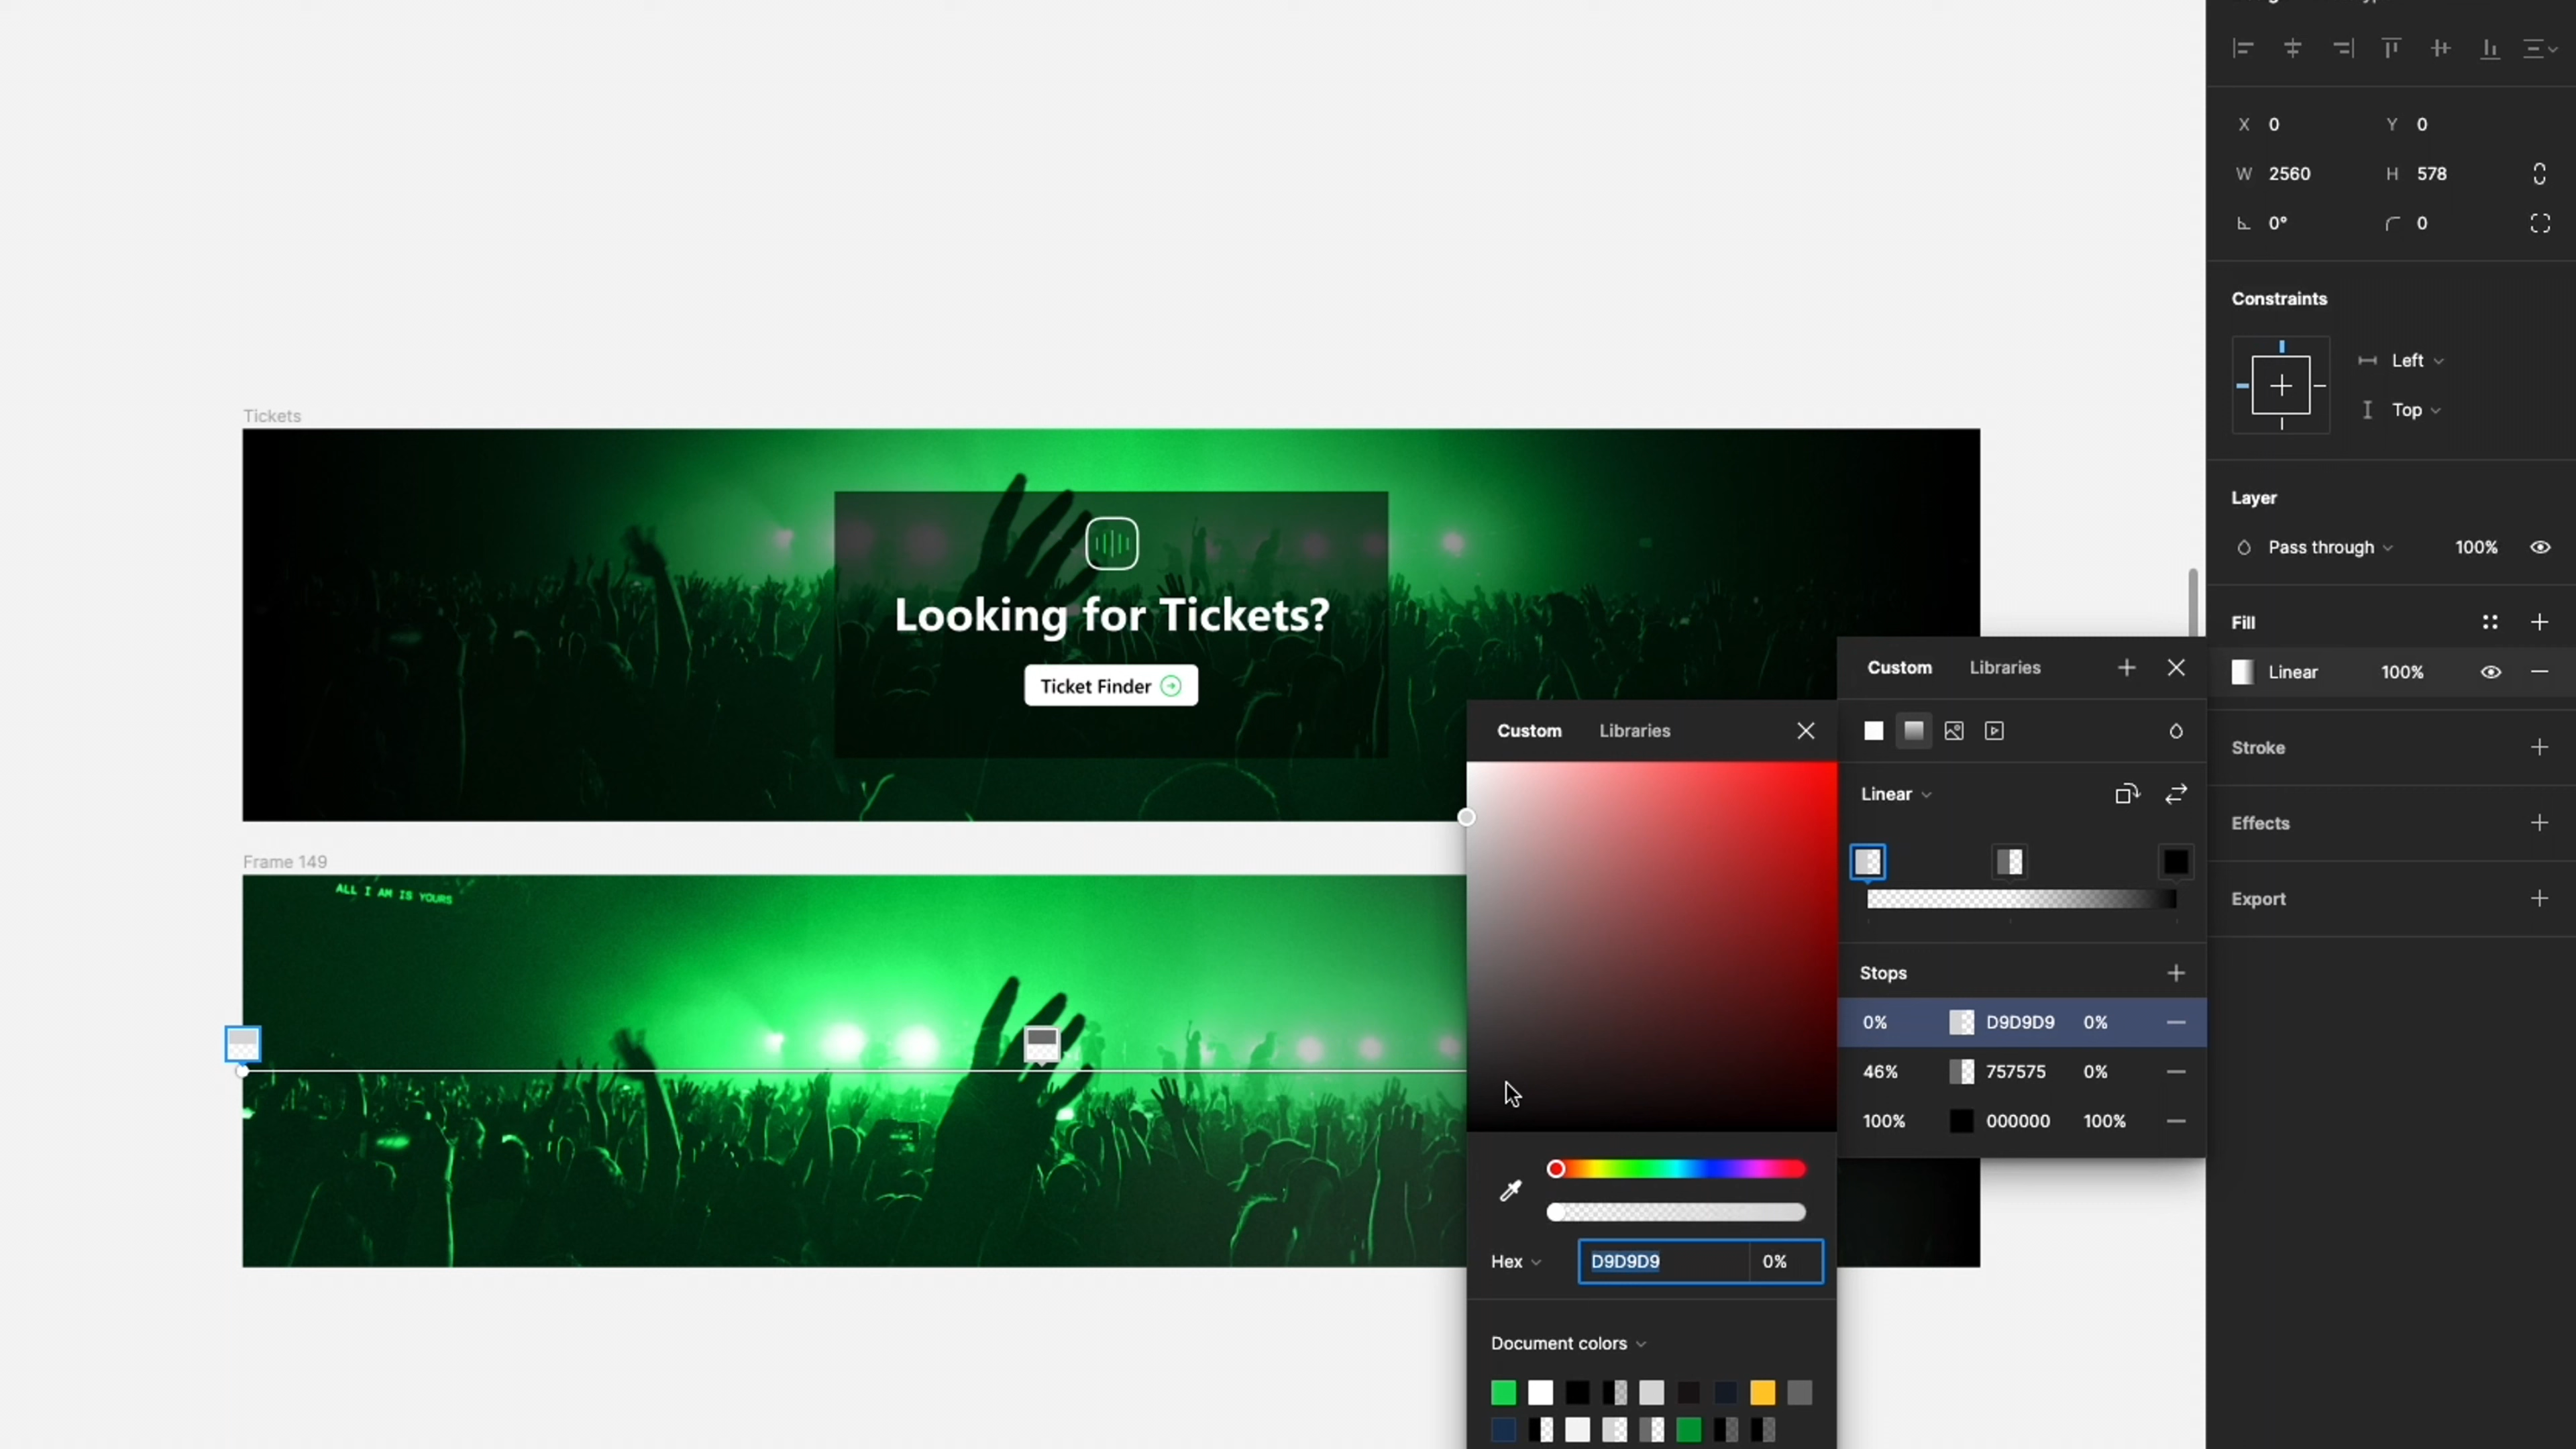 X 0 Y 0
W 2560 H 578
0° 0
Constraints
Left
Top
Tickets
Layer
Pass through 100%
Looking for Tickets?
Ticket Finder
Fill
Linear 100%
Custom Libraries
Custom Libraries
Stroke
Linear
Effects
Frame 149
ALL I AM IS YOURS
Export
Stops
0% D9D9D9 0%
46% 757575 0%
100% 000000 100%
Hex D9D9D9 0%
Document colors